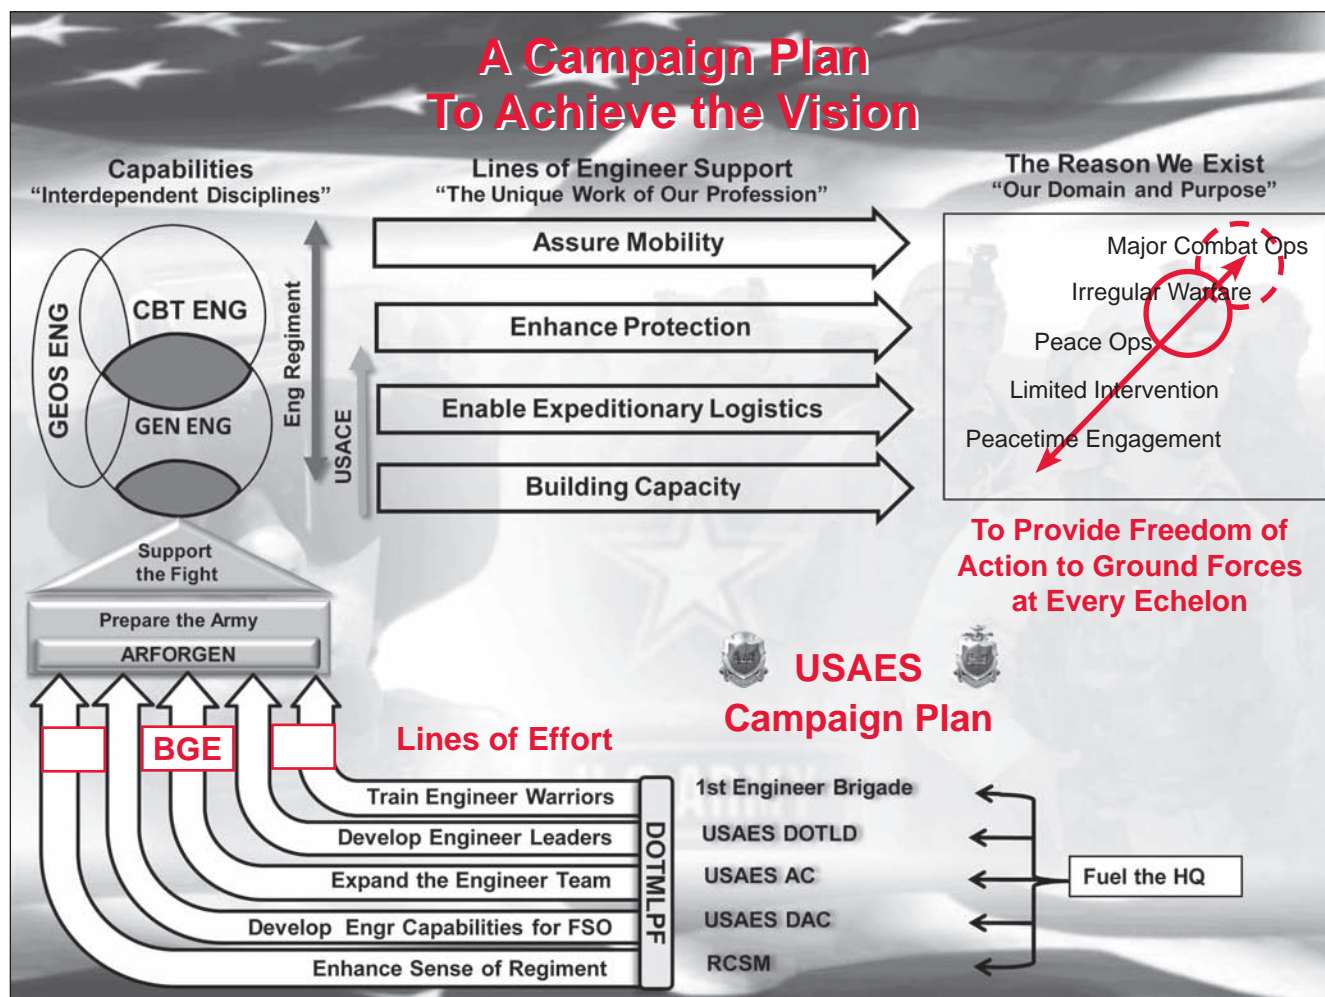 A Campaign Plan
To Achieve the Vision
Capabilities
“Interdependent Disciplines”
Lines of Engineer Support
“The Unique Work of Our Profession”
The Reason We Exist
“Our Domain and Purpose”
GEOS ENG
CBT ENG
GEN ENG
Eng Regiment
USACE
Assure Mobility
Enhance Protection
Enable Expeditionary Logistics
Building Capacity
Major Combat Ops
Irregular Warfare
Peace Ops
Limited Intervention
Peacetime Engagement
To Provide Freedom of
Action to Ground Forces
at Every Echelon
Support
the Fight
Prepare the Army
ARFORGEN
USAES
Campaign Plan
BGE
Lines of Effort
Train Engineer Warriors
Develop Engineer Leaders
Expand the Engineer Team
Develop Engr Capabilities for FSO
Enhance Sense of Regiment
DOTMLPF
1st Engineer Brigade
USAES DOTLD
USAES AC
USAES DAC
RCSM
Fuel the HQ